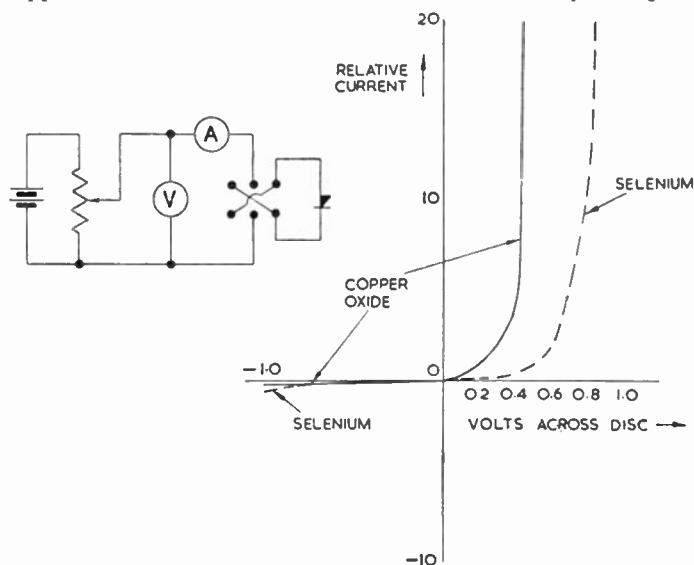 20
RELATIVE
CURRENT
A
V
10
SELENIUM
COPPER
OXIDE
-1.0
0
0.2 0.4 0.6 0.8 1.0
SELENIUM
VOLTS ACROSS DISC
-10